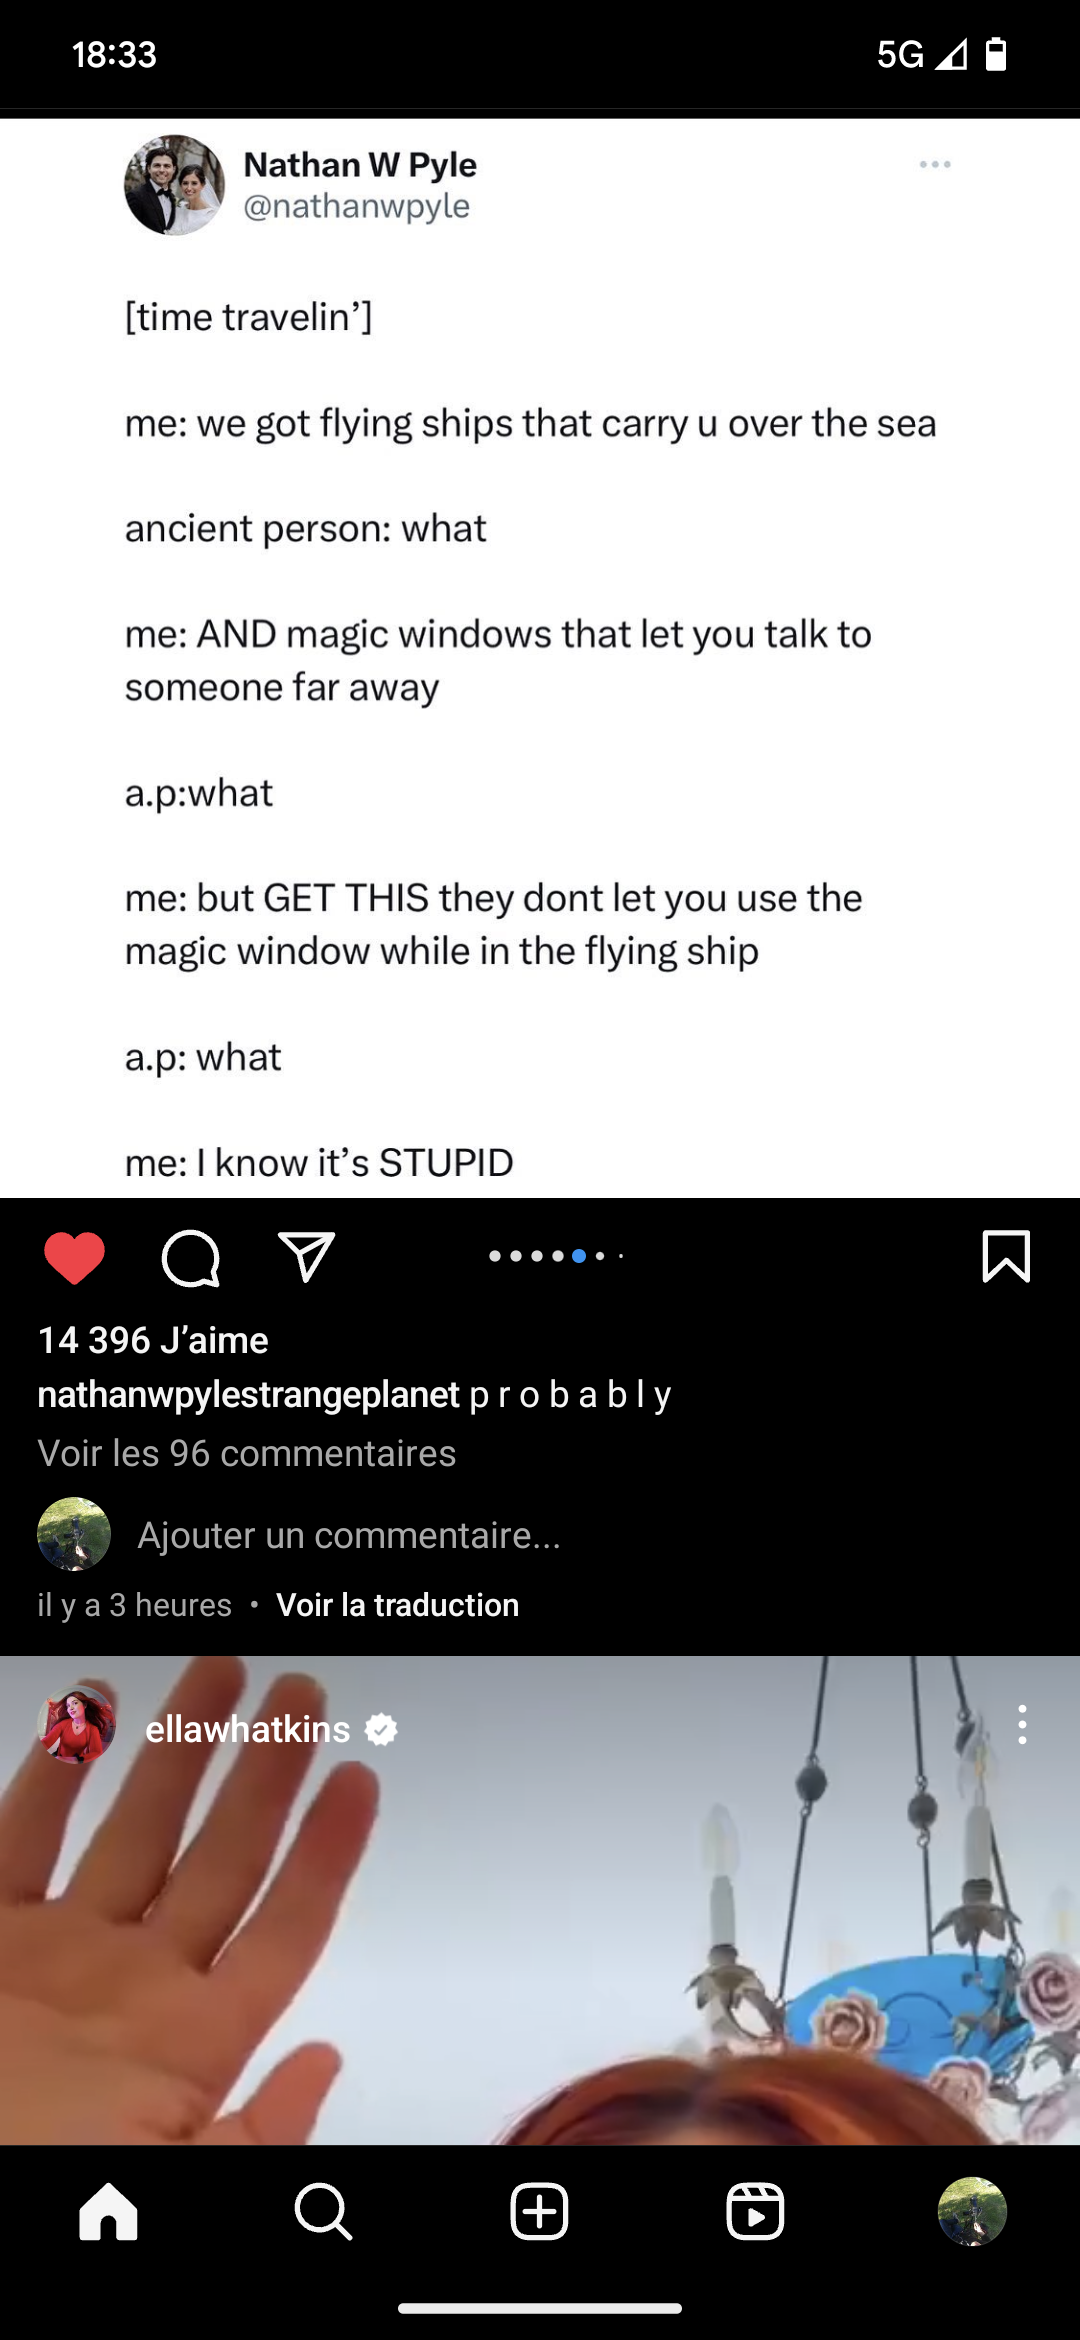 18:33
5G
Nathan W Pyle
@nathanwpyle
[time travelin’]
me: we got flying ships that carry u over the sea
ancient person: what
me: AND magic windows that let you talk to
someone far away
a.p:what
me: but GET THIS they dont let you use the
magic window while in the flying ship
a.p: what
me: I know it’s STUPID
14 396 J’aime
nathanwpylestrangeplanet p r o b a b l y
Voir les 96 commentaires
Ajouter un commentaire...
il y a 3 heures • Voir la traduction
ellawhatkins